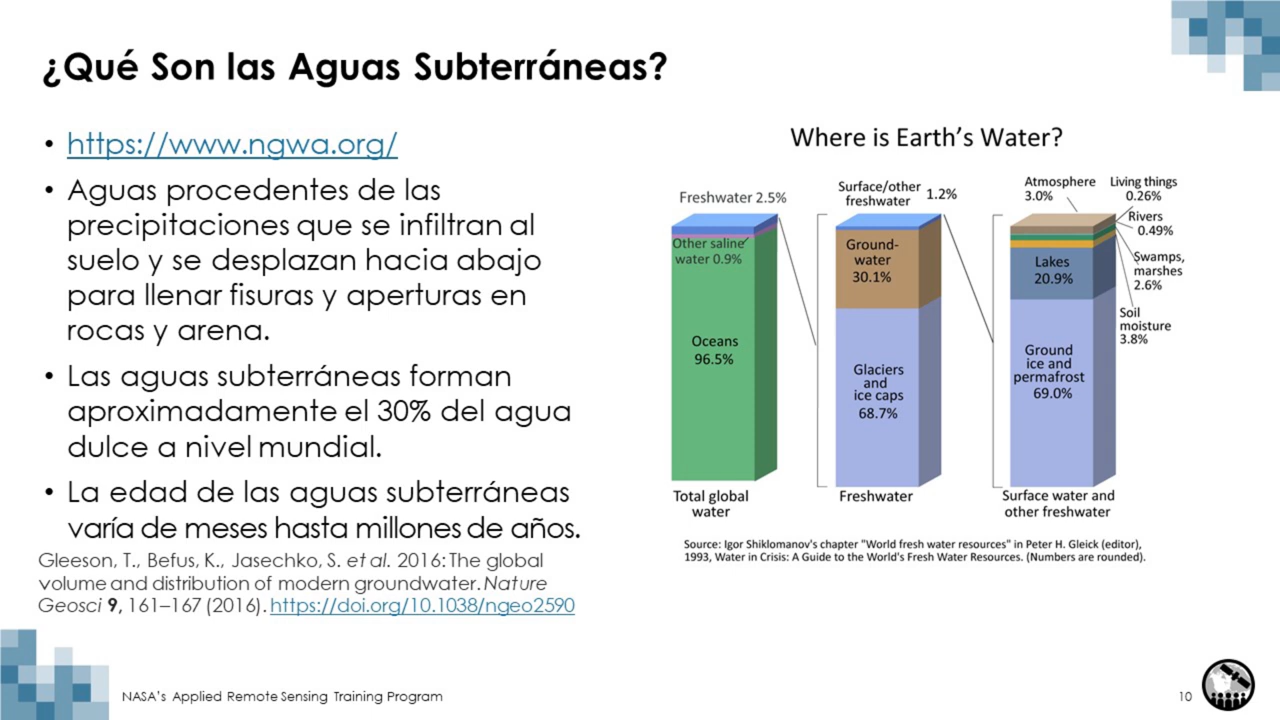 ¿Qué Son las Aguas Subterráneas?
• https://www.ngwa.org/
• Aguas procedentes de las
precipitaciones que se infiltran al
suelo y se desplazan hacia abajo
para llenar fisuras y aperturas en
rocas y arena.
• Las aguas subterráneas forman
aproximadamente el 30% del agua
dulce a nivel mundial.
• La edad de las aguas subterráneas
varía de meses hasta millones de años.
Gleeson, T., Befus, K., Jasechko, S. et al. 2016: The global
volume and distribution of modern groundwater. Nature
Geosci 9, 161–167 (2016). https://doi.org/10.1038/ngeo2590
Where is Earth's Water?
Freshwater 2.5%
Other saline
water 0.9%
Oceans
96.5%
Total global
water
Surface/other
freshwater
1.2%
Ground-
water
30.1%
Glaciers
and
ice caps
68.7%
Freshwater
Atmosphere
3.0%
Living things
0.26%
Rivers
0.49%
Swamps,
marshes
2.6%
Soil
moisture
3.8%
Lakes
20.9%
Ground
ice and
permafrost
69.0%
Surface water and
other freshwater
Source: Igor Shiklomanov's chapter "World fresh water resources" in Peter H. Gleick (editor),
1993, Water in Crisis: A Guide to the World's Fresh Water Resources. (Numbers are rounded).
NASA's Applied Remote Sensing Training Program
10